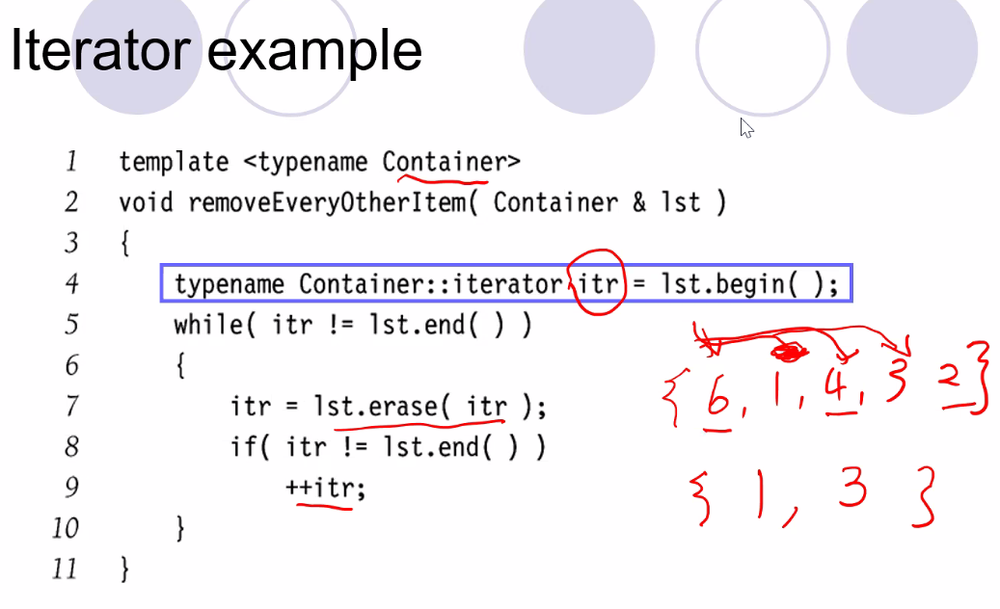 Iterator example
1 template <typename Container>
2 void removeEveryOtherItem( Container & lst )
3 {
4 typename Container::iterator itr = lst.begin( );
5 while( itr != lst.end( ) )
6 {
7 itr = lst.erase( itr );
8 if( itr != lst.end( ) )
9 ++itr;
10 }
11 }
{ 6, 1, 4, 3 2 }
{ 1, 3 }